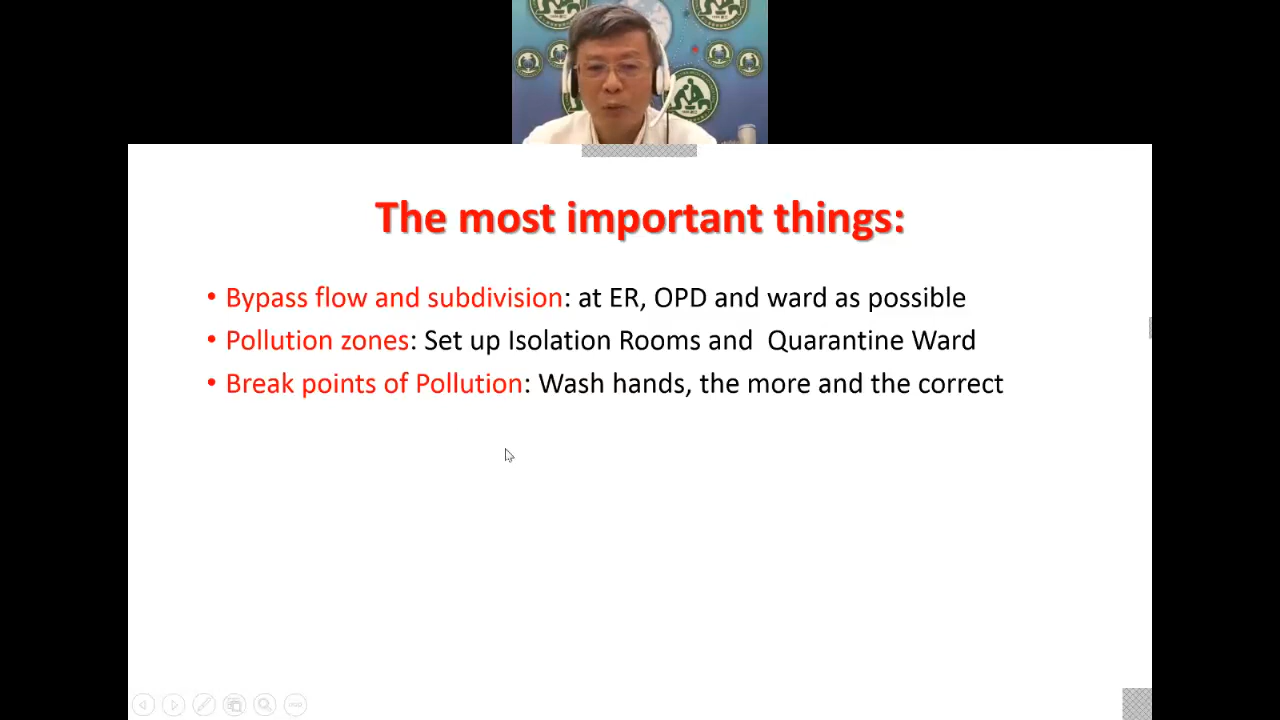 The most important things:
• Bypass flow and subdivision: at ER, OPD and ward as possible
• Pollution zones: Set up Isolation Rooms and  Quarantine Ward
• Break points of Pollution: Wash hands, the more and the correct